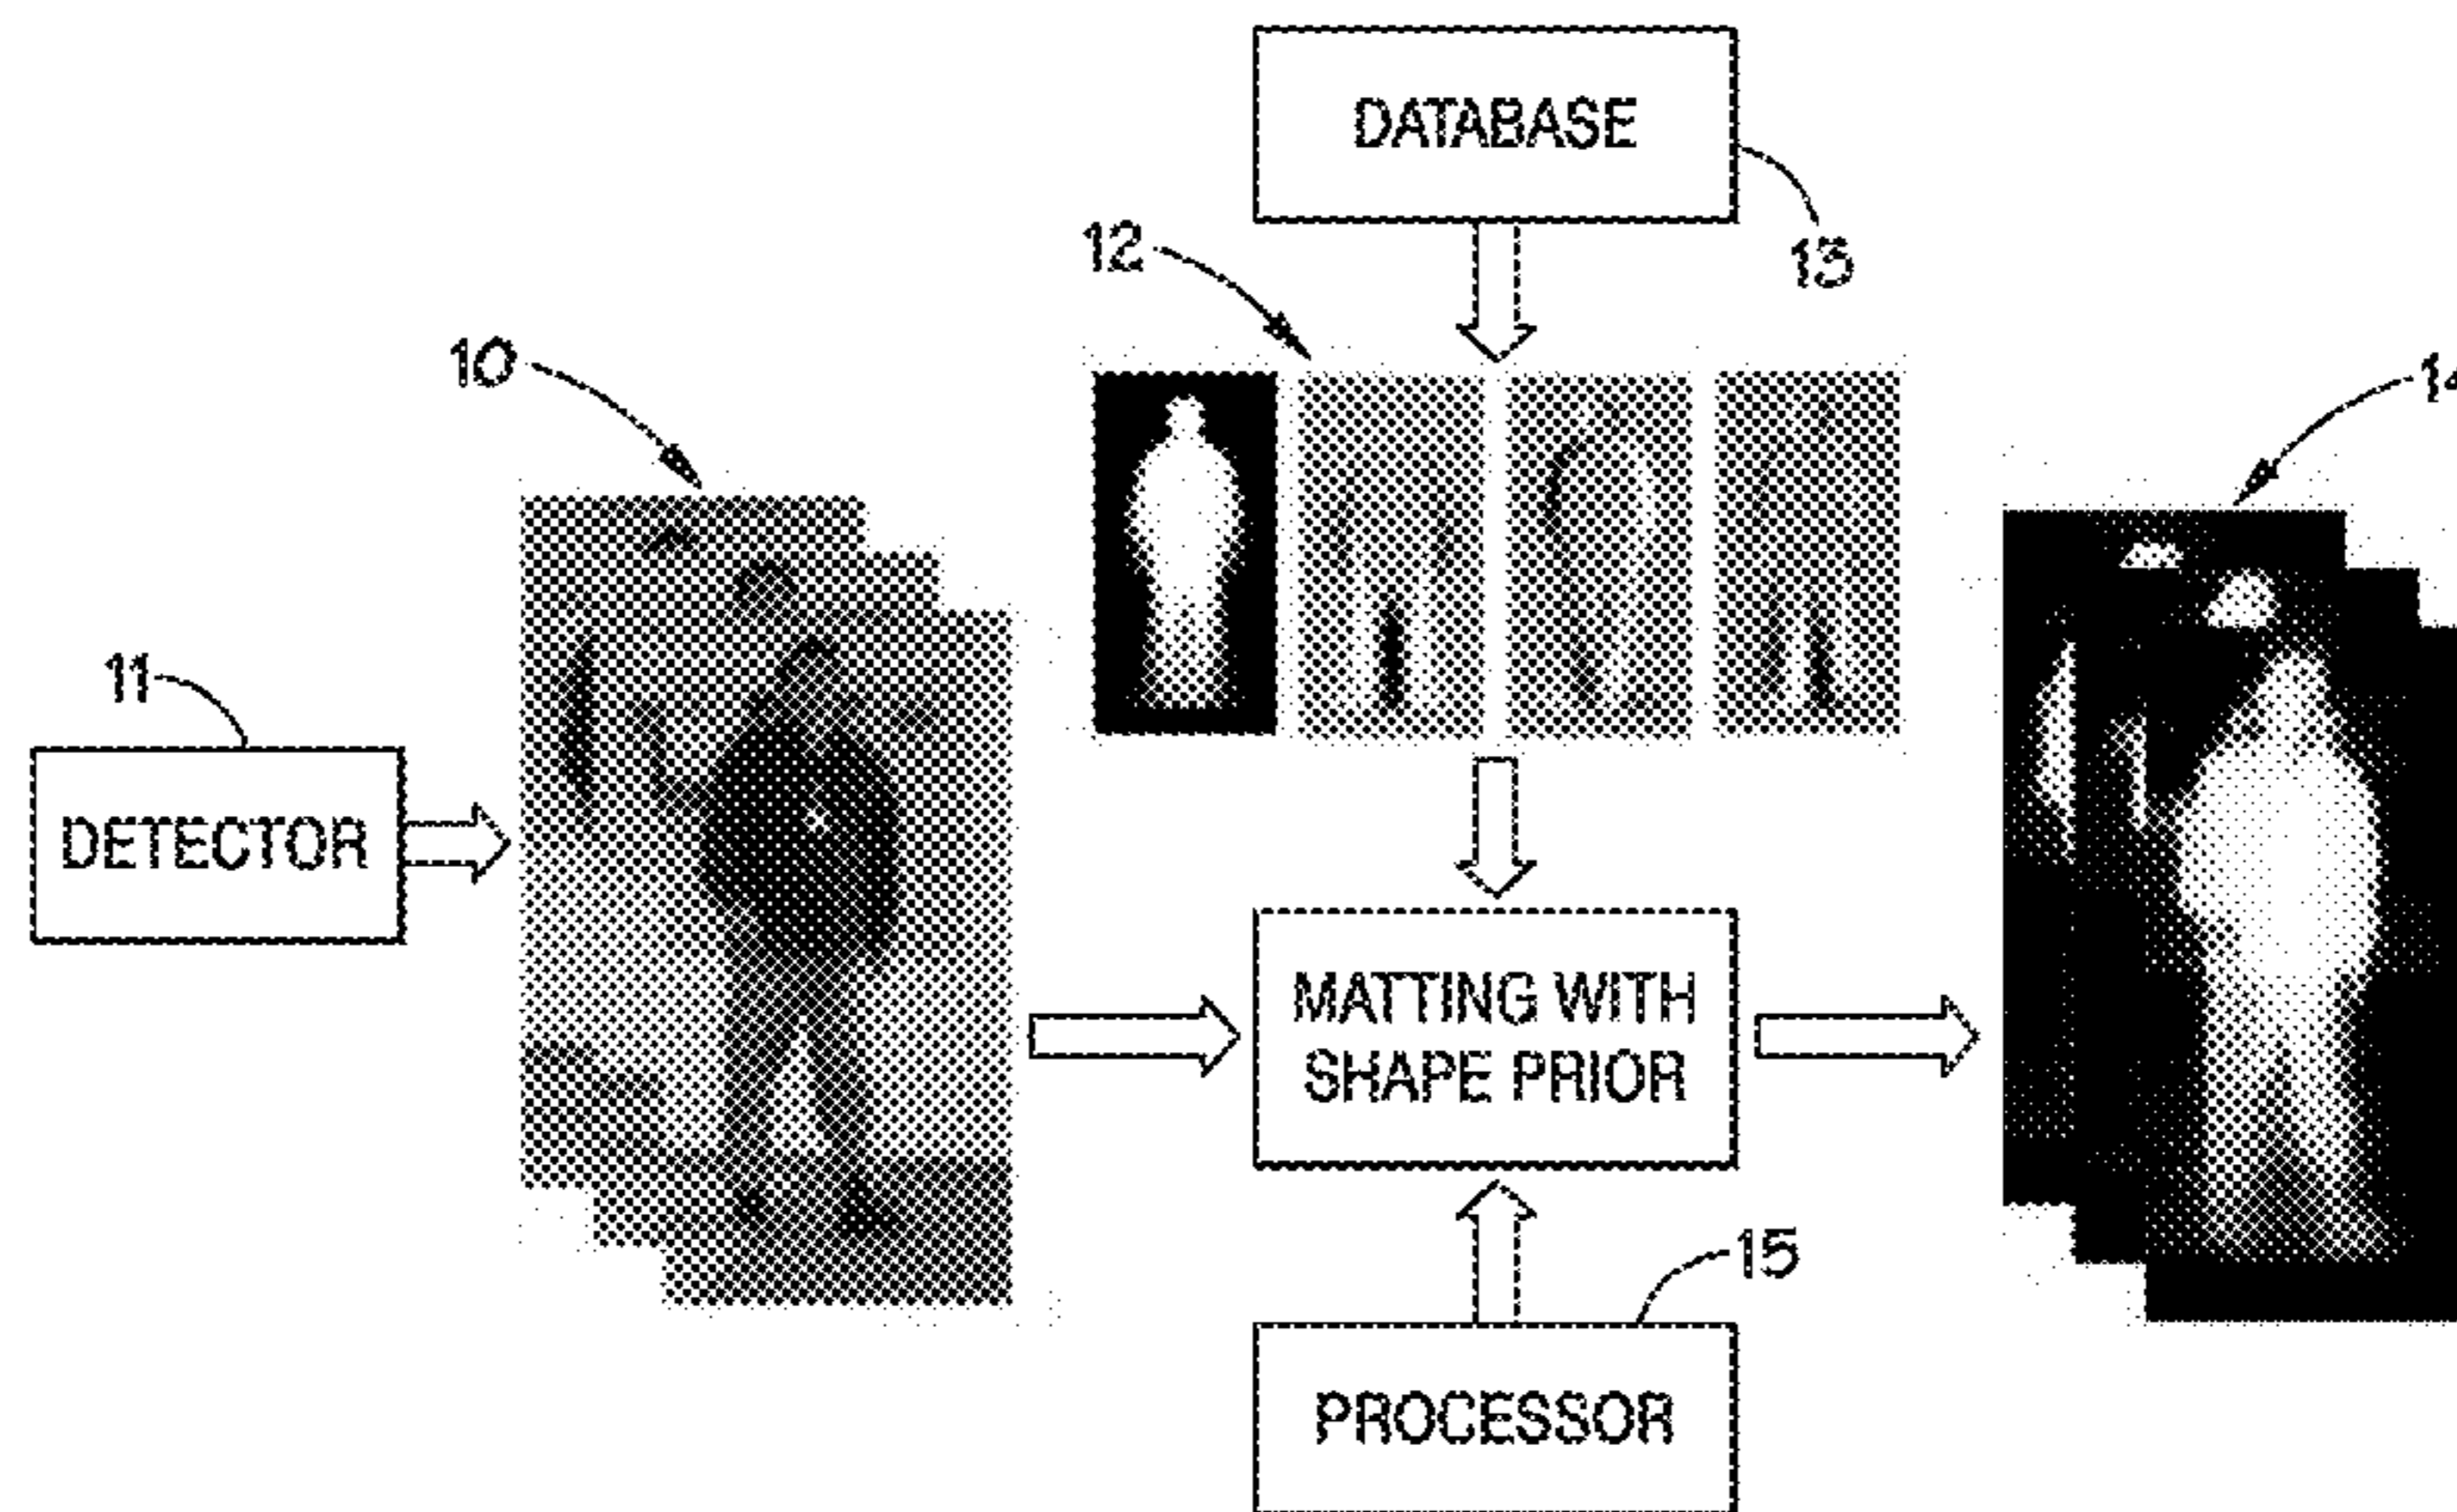 DATABASE
13
12
10
14
11
DETECTOR
MATTING WITH
SHAPE PRIOR
15
PROCESSOR